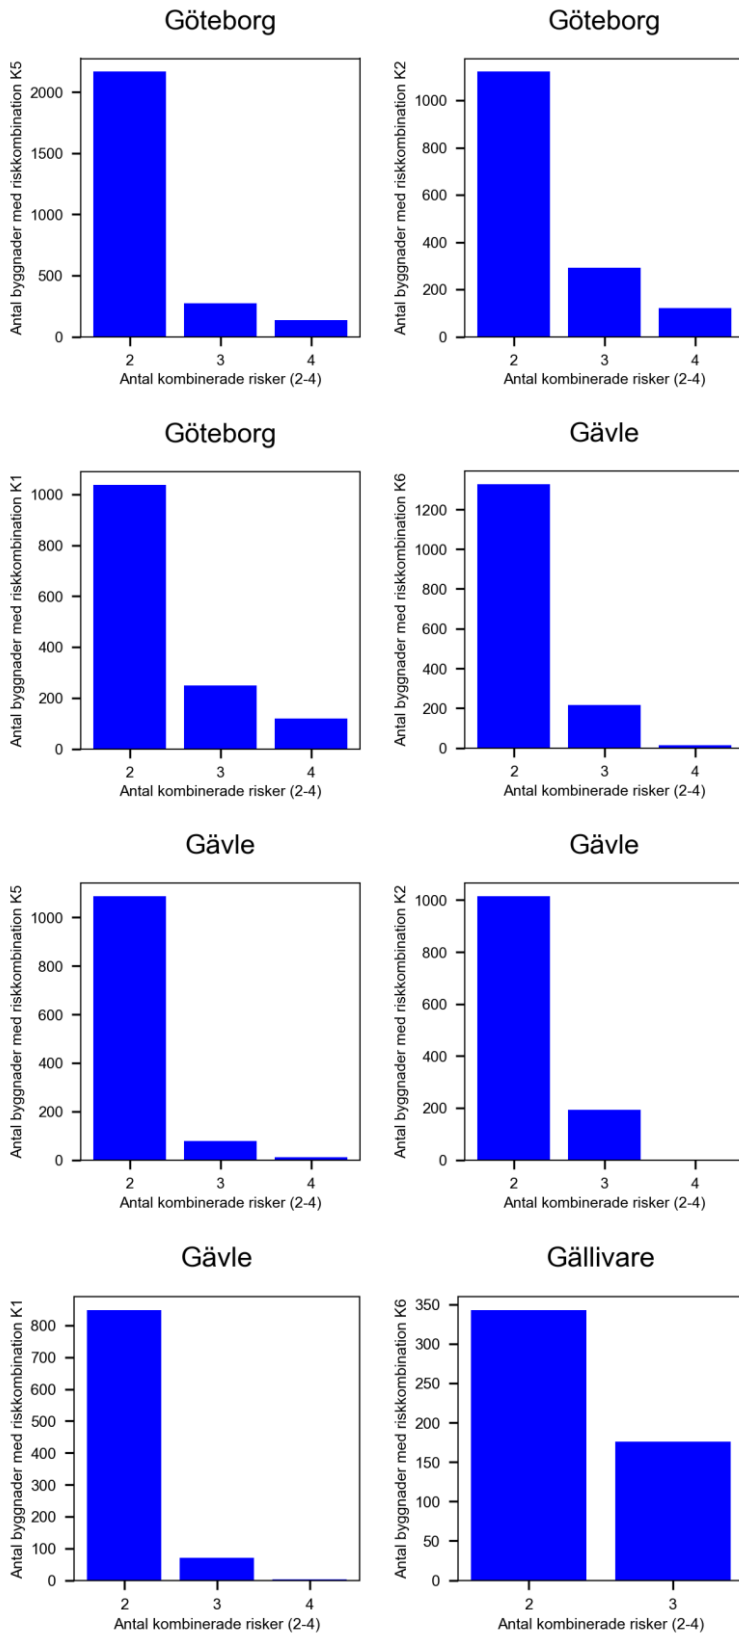 Göteborg
Antal byggnader med riskkombination K5
2000
1500
1000
500
0
2 3 4
Antal kombinerade risker (2-4)
Göteborg
Antal byggnader med riskkombination K2
1000
800
600
400
200
0
2 3 4
Antal kombinerade risker (2-4)
Göteborg
Antal byggnader med riskkombination K1
1000
800
600
400
200
0
2 3 4
Antal kombinerade risker (2-4)
Gävle
Antal byggnader med riskkombination K6
1200
1000
800
600
400
200
0
2 3 4
Antal kombinerade risker (2-4)
Gävle
Antal byggnader med riskkombination K5
1000
800
600
400
200
0
2 3 4
Antal kombinerade risker (2-4)
Gävle
Antal byggnader med riskkombination K2
1000
800
600
400
200
0
2 3 4
Antal kombinerade risker (2-4)
Gävle
Antal byggnader med riskkombination K1
800
700
600
500
400
300
200
100
0
2 3 4
Antal kombinerade risker (2-4)
Gällivare
Antal byggnader med riskkombination K6
350
300
250
200
150
100
50
0
2 3
Antal kombinerade risker (2-4)